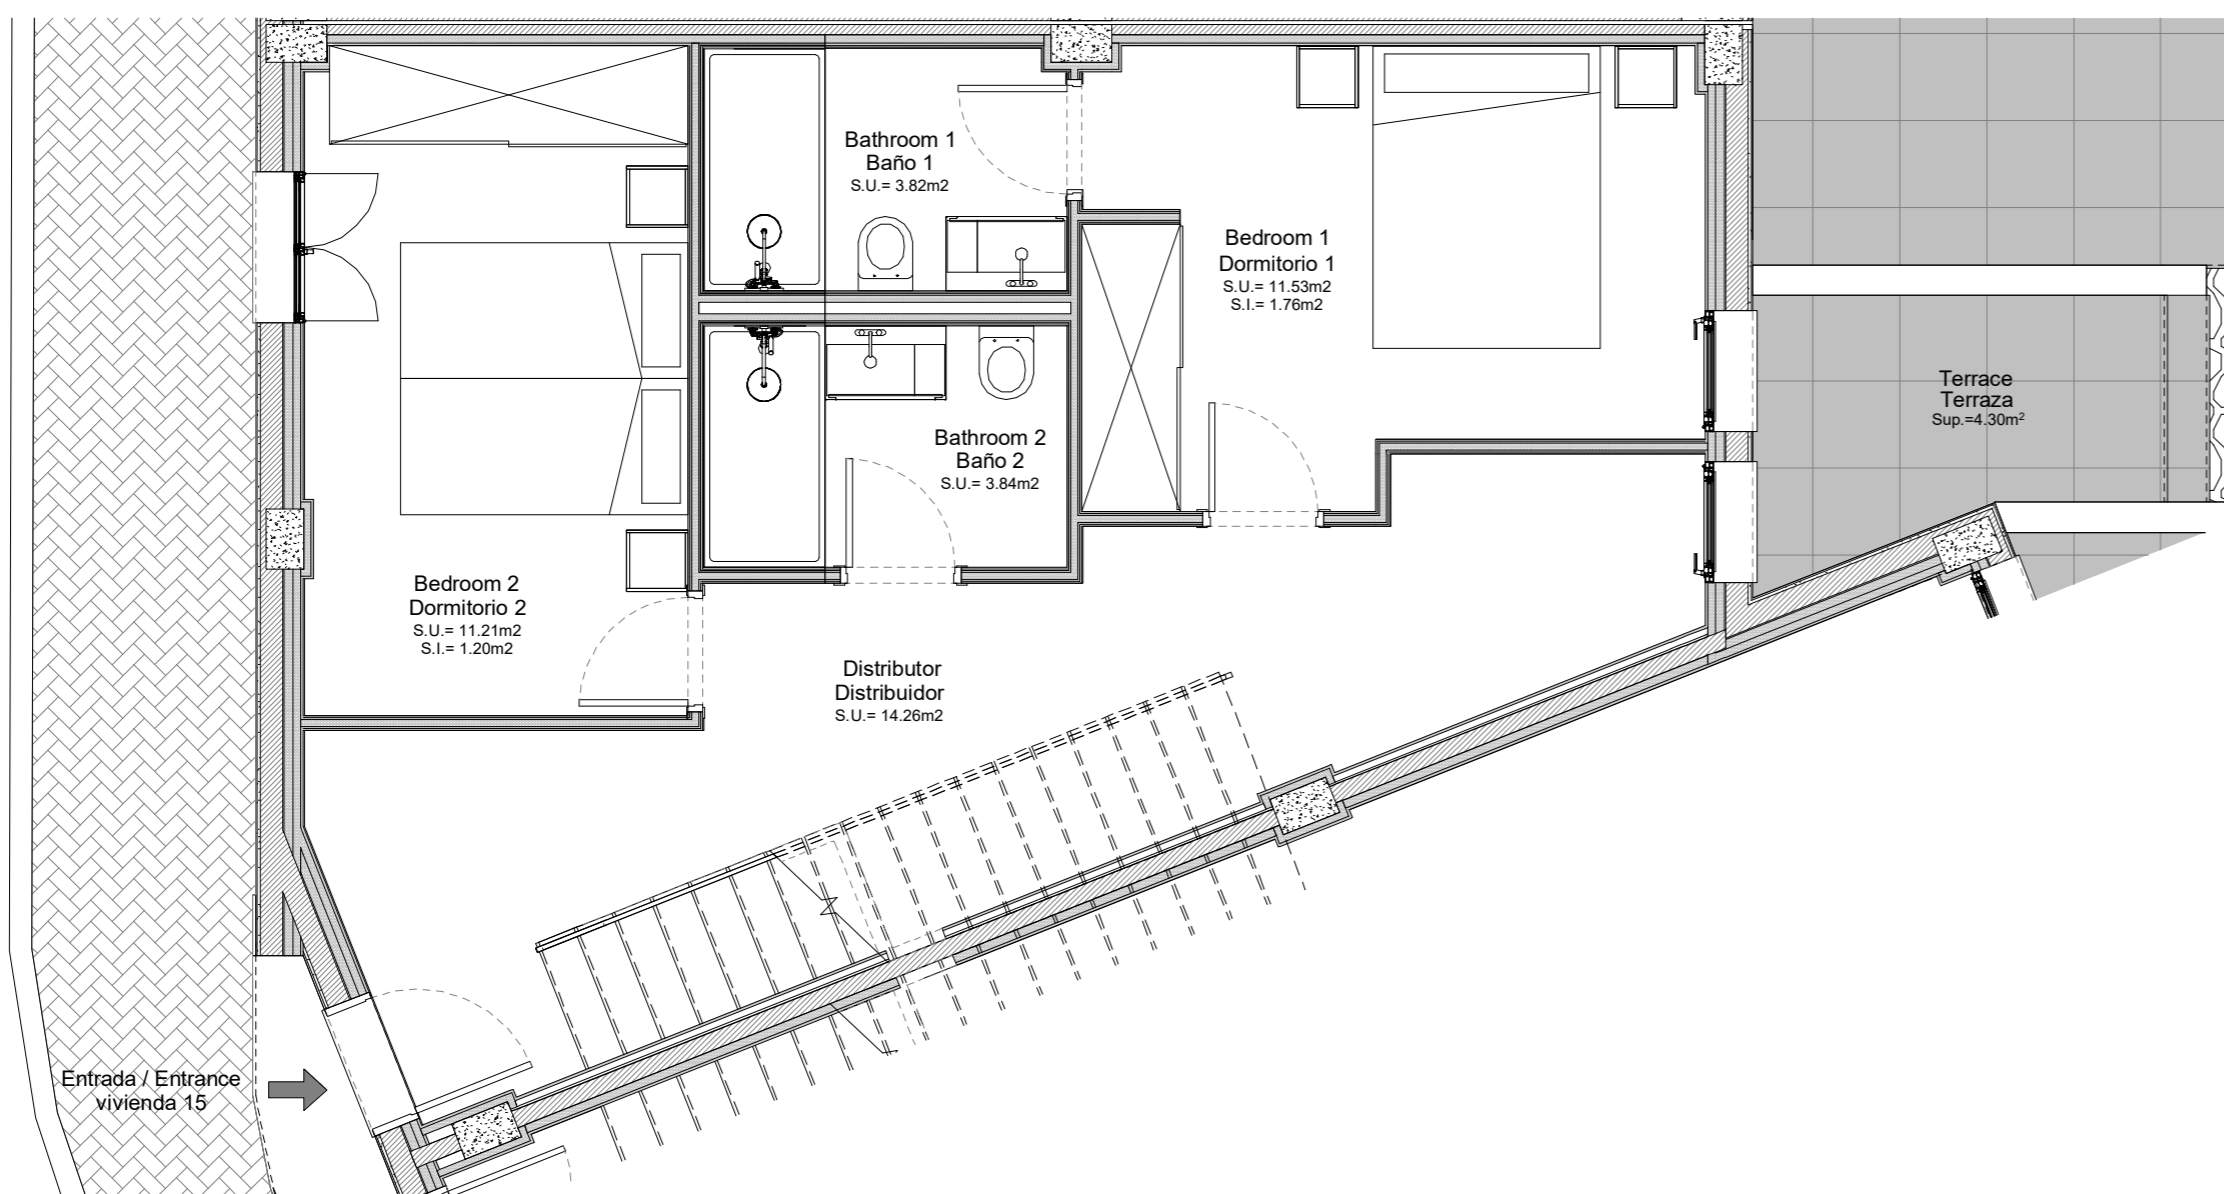 Bathroom 1
Baño 1
S.U.= 3.82m2
Bedroom 1
Dormitorio 1
S.U.= 11.53m2
S.I.= 1.76m2
Terrace
Terraza
Sup.=4.30m²
Bathroom 2
Baño 2
S.U.= 3.84m2
Bedroom 2
Dormitorio 2
S.U.= 11.21m2
S.I.= 1.20m2
Distributor
Distribuidor
S.U.= 14.26m2
Entrada / Entrance
vivienda 15